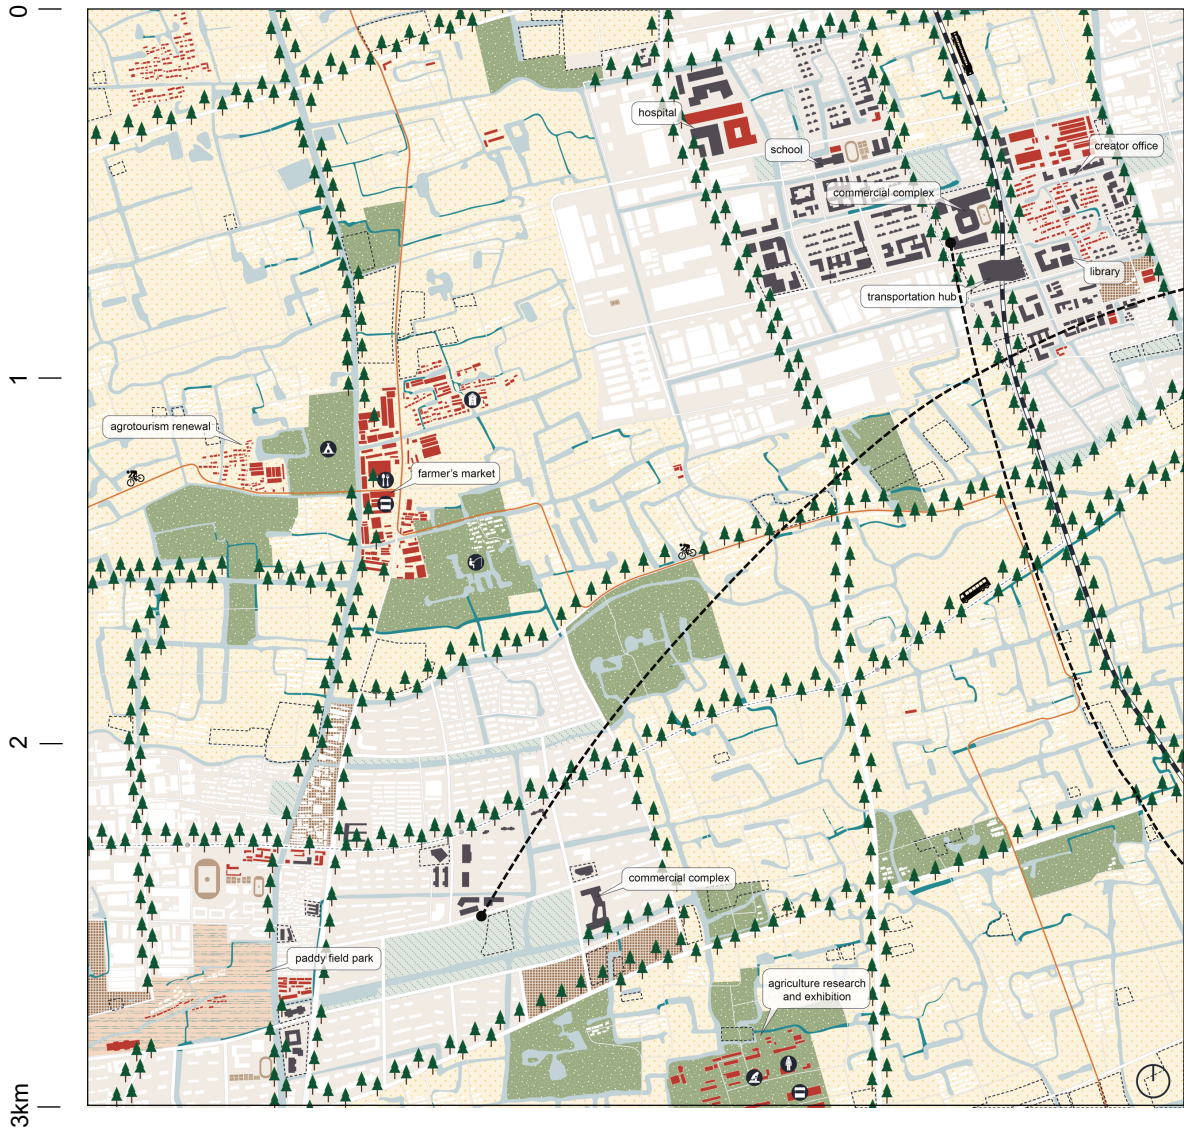 0
hospital
school
creator office
commercial complex
library
transportation hub
1
agrotourism renewal
farmer's market
2
commercial complex
paddy field park
agriculture research
and exhibition
3km